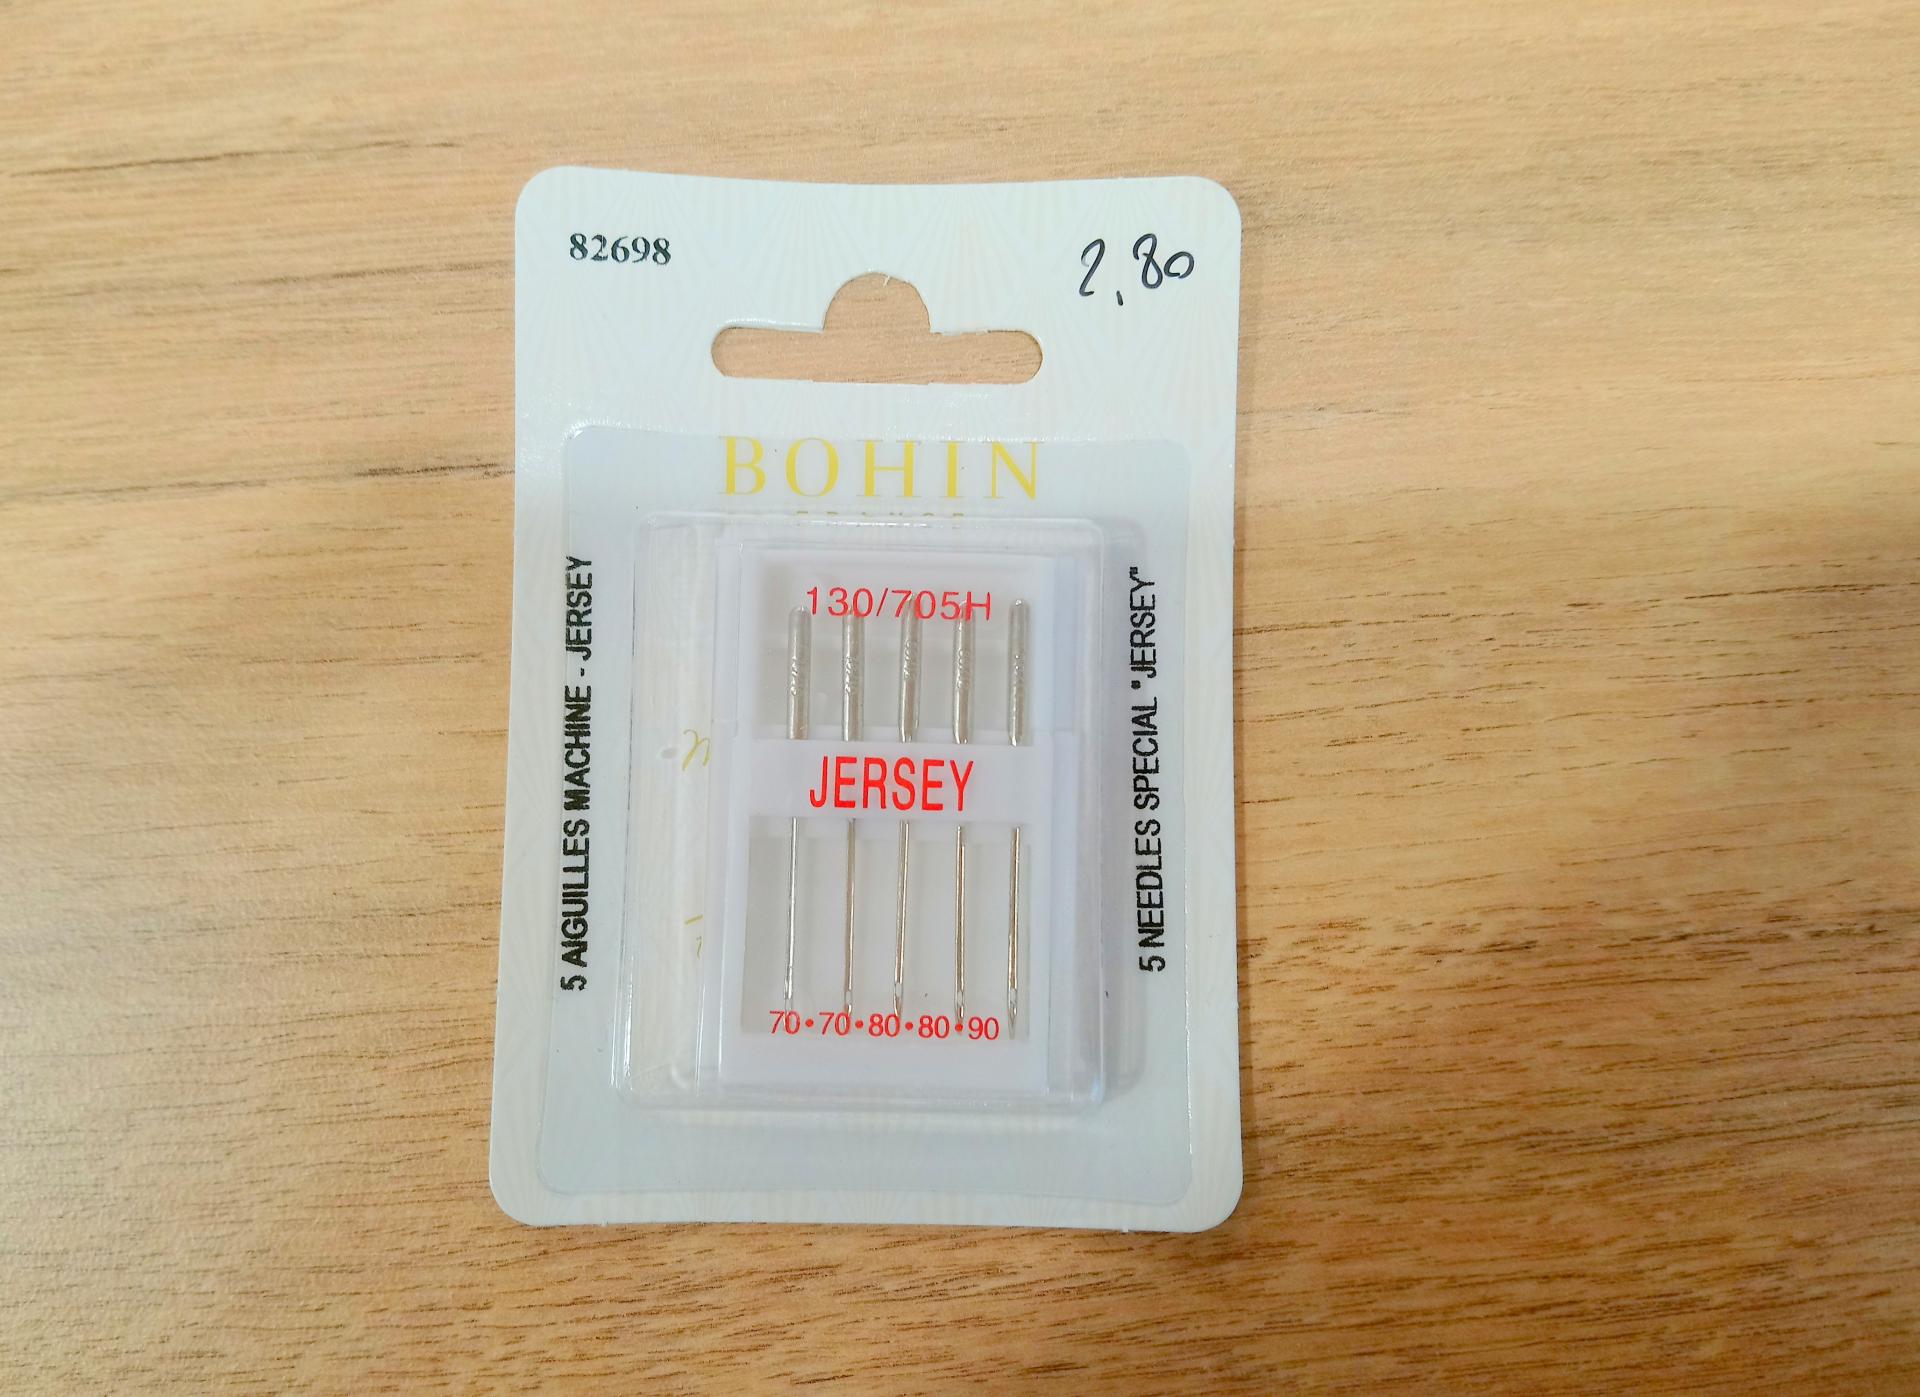 82698
2,80
BOHIN
FRANCE
5 AIGUILLES MACHINE - JERSEY
130/705H
JERSEY
70•70•80•80•90
5 NEEDLES SPECIAL "JERSEY"